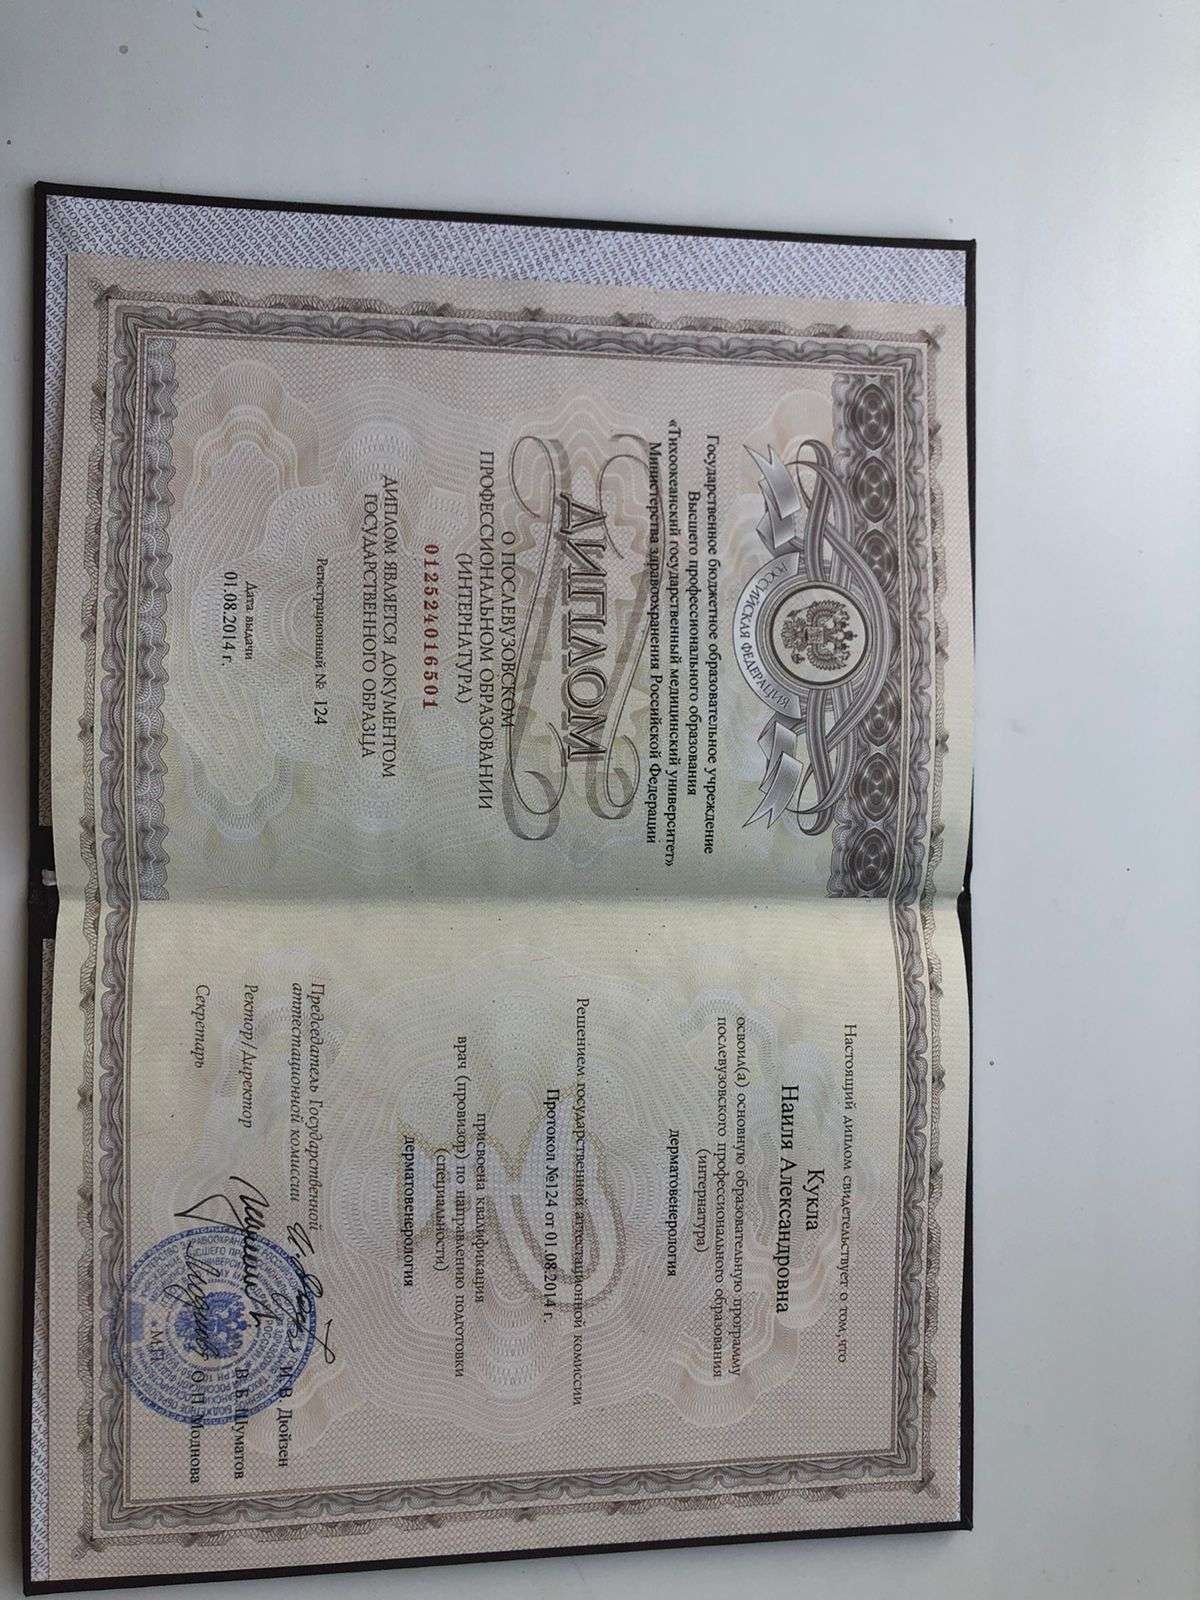 РОССИЙСКАЯ ФЕДЕРАЦИЯ
Государственное бюджетное образовательное учреждение
Высшего профессионального образования
«Тихоокеанский государственный медицинский университет»
Министерства здравоохранения Российской Федерации
ДИПЛОМ
О ПОСЛЕВУЗОВСКОМ
ПРОФЕССИОНАЛЬНОМ ОБРАЗОВАНИИ
(ИНТЕРНАТУРА)
012524016501
ДИПЛОМ ЯВЛЯЕТСЯ ДОКУМЕНТОМ
ГОСУДАРСТВЕННОГО ОБРАЗЦА
Регистрационный № 124
Дата выдачи
01.08.2014 г.
Настоящий диплом свидетельствует о том, что
Кукла
Наиля Александровна
освоил(а) основную образовательную программу
послевузовского профессионального образования
(интернатура)
дерматовенерология
Решением государственной аттестационной комиссии
Протокол №124 от 01.08.2014 г.
присвоена квалификация
врач (провизор) по направлению подготовки
(специальности)
дерматовенерология
Председатель Государственной
аттестационной комиссии И. В. Дюйзен
Ректор/Директор В. Б. Шуматов
Секретарь О. П. Моднова
М.П.